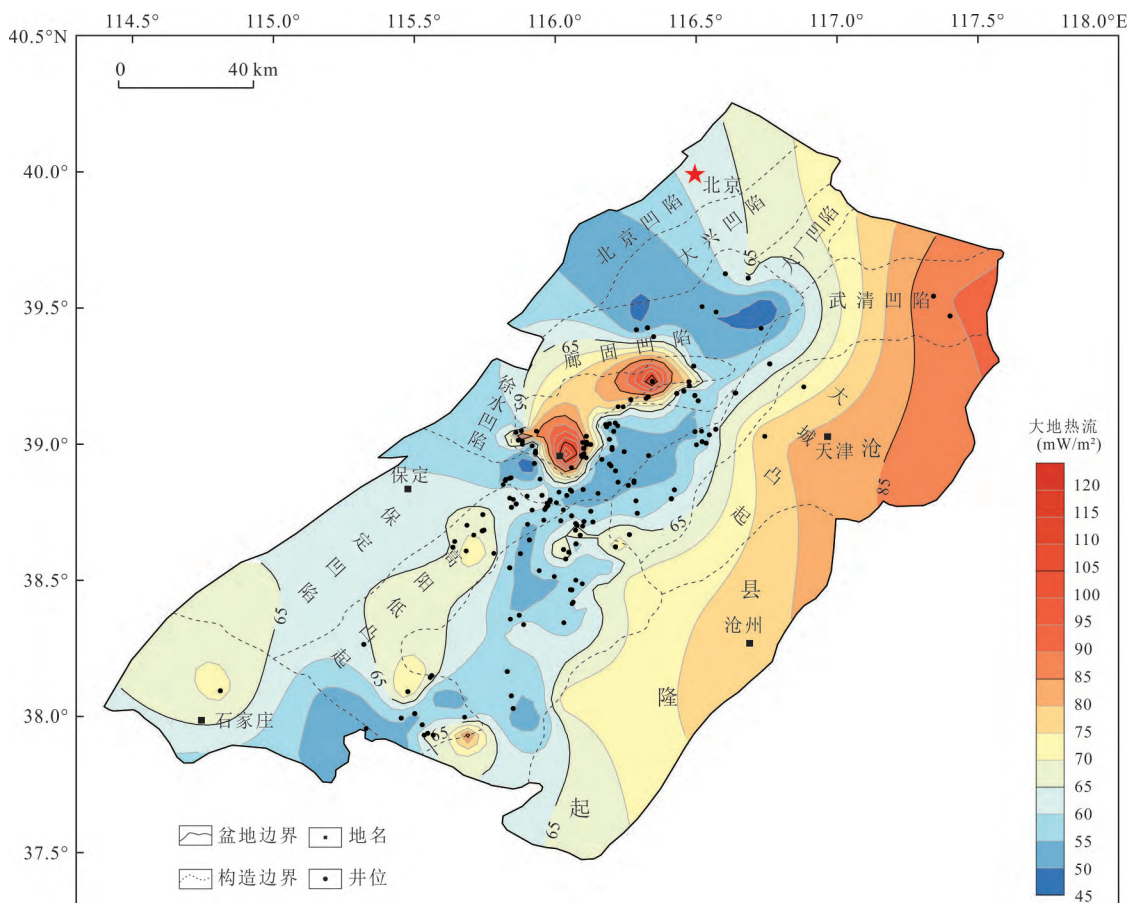 114.5° 115.0° 115.5° 116.0° 116.5° 117.0° 117.5° 118.0°E
40.5°N
0 40 km
40.0°
北京
北京凹陷
大兴凹陷
大厂凹陷
65
39.5°
武清凹陷
65
廊固凹陷
65
徐水凹陷
大城凸起
大地热流
(mW/m²)
39.0°
天津
沧县隆起
保定
85
120
115
110
105
100
95
90
85
80
75
70
65
60
55
50
45
保定凹陷
65
38.5°
高阳低凸起
65
沧州
65
38.0°
石家庄
65
65
37.5°
盆地边界
地名
构造边界
井位